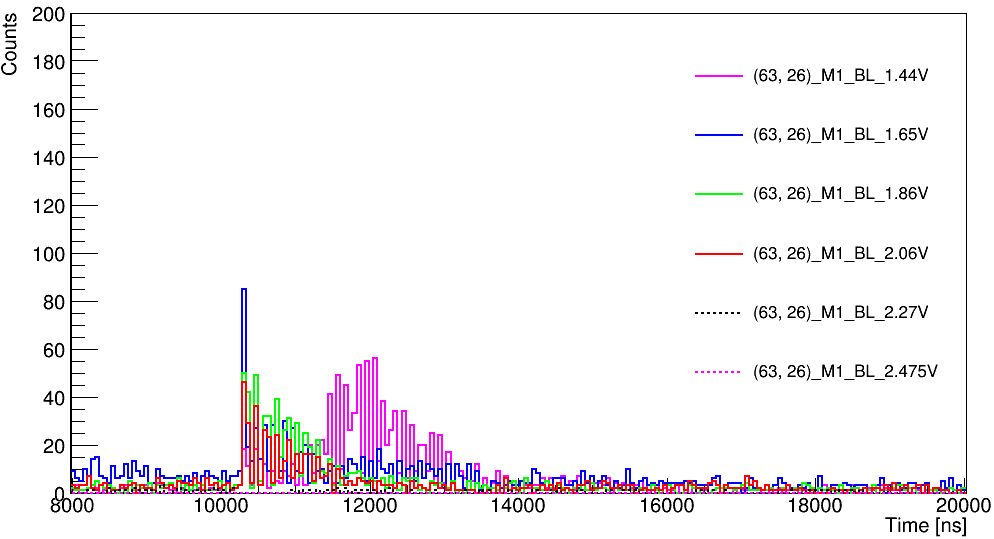 Counts
200
180
160
140
120
100
80
60
40
20
0
(63, 26)_M1_BL_1.44V
(63, 26)_M1_BL_1.65V
(63, 26)_M1_BL_1.86V
(63, 26)_M1_BL_2.06V
(63, 26)_M1_BL_2.27V
(63, 26)_M1_BL_2.475V
8000 10000 12000 14000 16000 18000 20000
Time [ns]